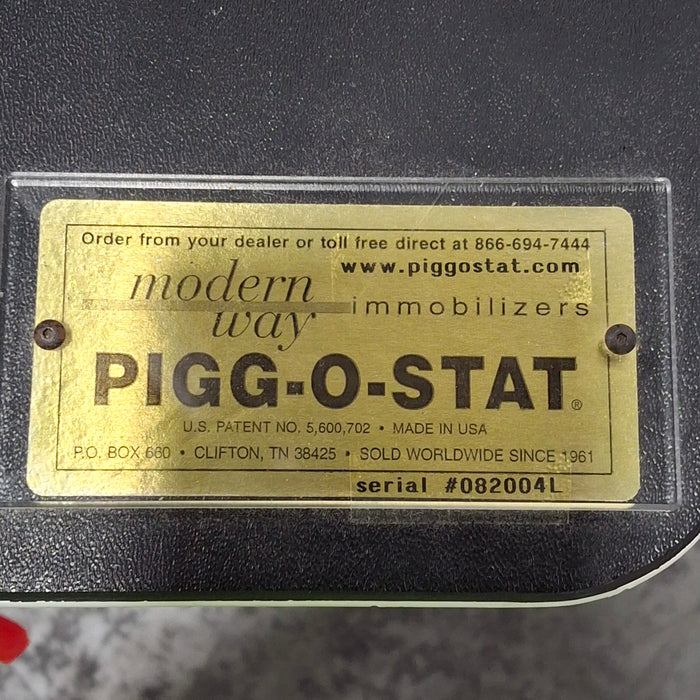 Order from your dealer or toll free direct at 866-694-7444
www.piggostat.com
modern
way
immobilizers
PIGG-O-STAT®
U.S. PATENT NO. 5,600,702 • MADE IN USA
P.O. BOX 660 • CLIFTON, TN 38425 • SOLD WORLDWIDE SINCE 1961
serial #082004L